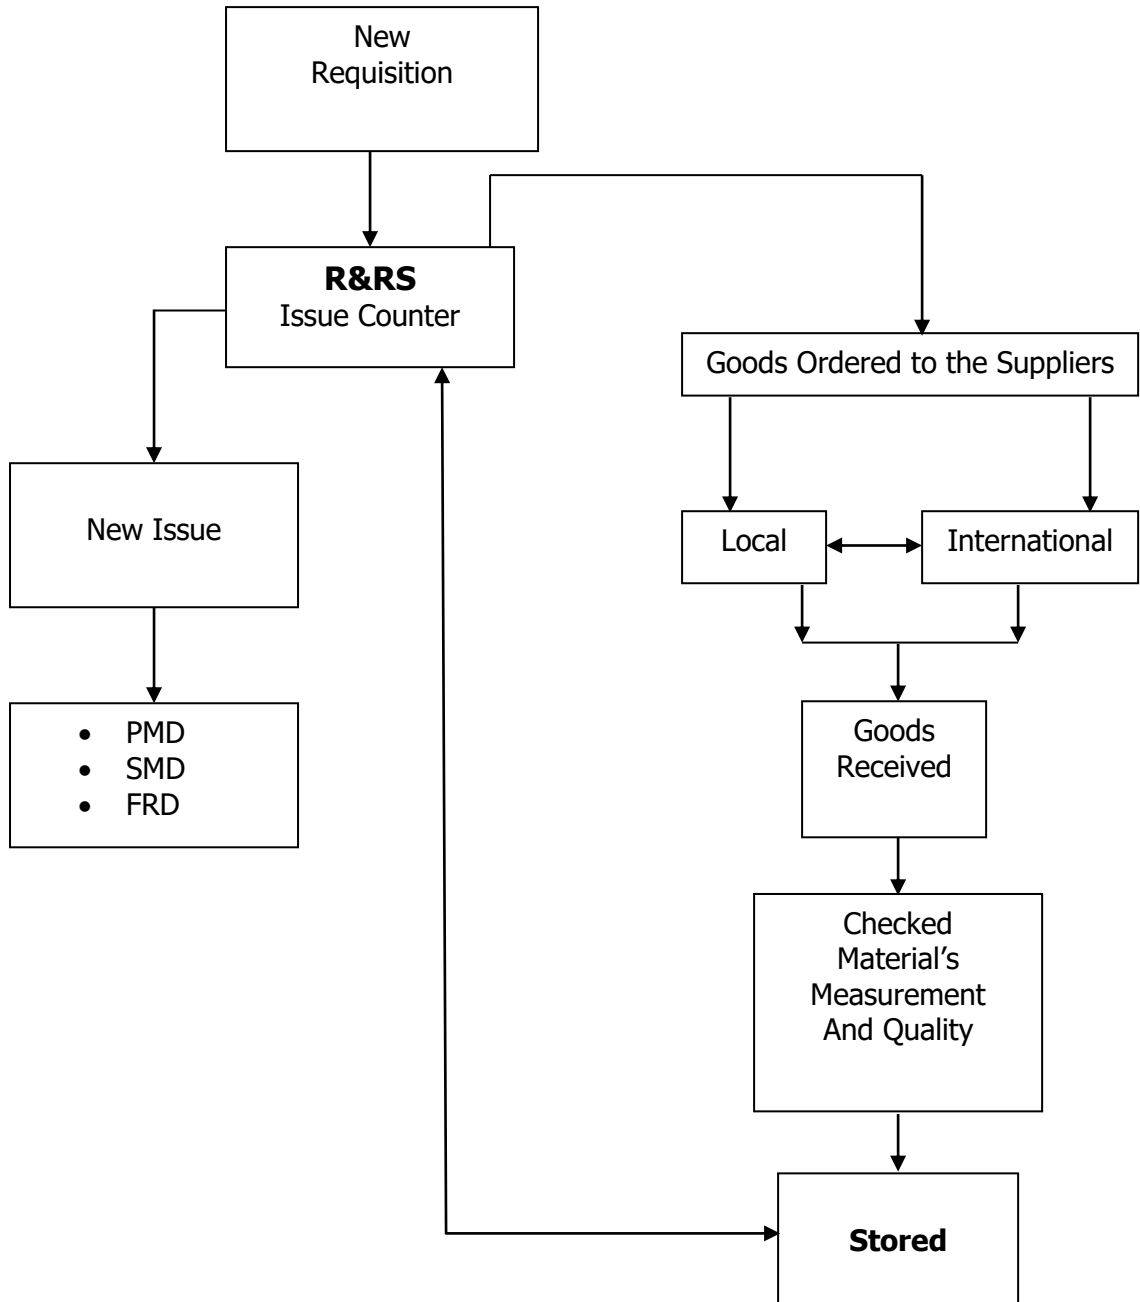 New
Requisition
R&RS
Issue Counter
Goods Ordered to the Suppliers
New Issue
Local
International
• PMD
• SMD
• FRD
Goods
Received
Checked
Material’s
Measurement
And Quality
Stored